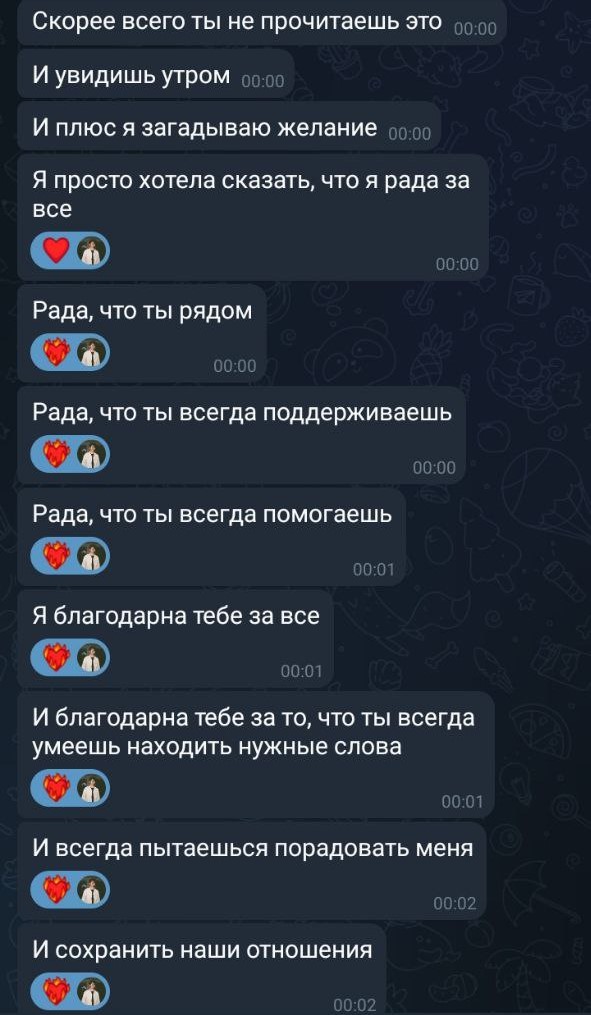 Скорее всего ты не прочитаешь это 00:00
И увидишь утром 00:00
И плюс я загадываю желание 00:00
Я просто хотела сказать, что я рада за
все
00:00
Рада, что ты рядом
00:00
Рада, что ты всегда поддерживаешь
00:00
Рада, что ты всегда помогаешь
00:01
Я благодарна тебе за все
00:01
И благодарна тебе за то, что ты всегда
умеешь находить нужные слова
00:01
И всегда пытаешься порадовать меня
00:02
И сохранить наши отношения
00:02